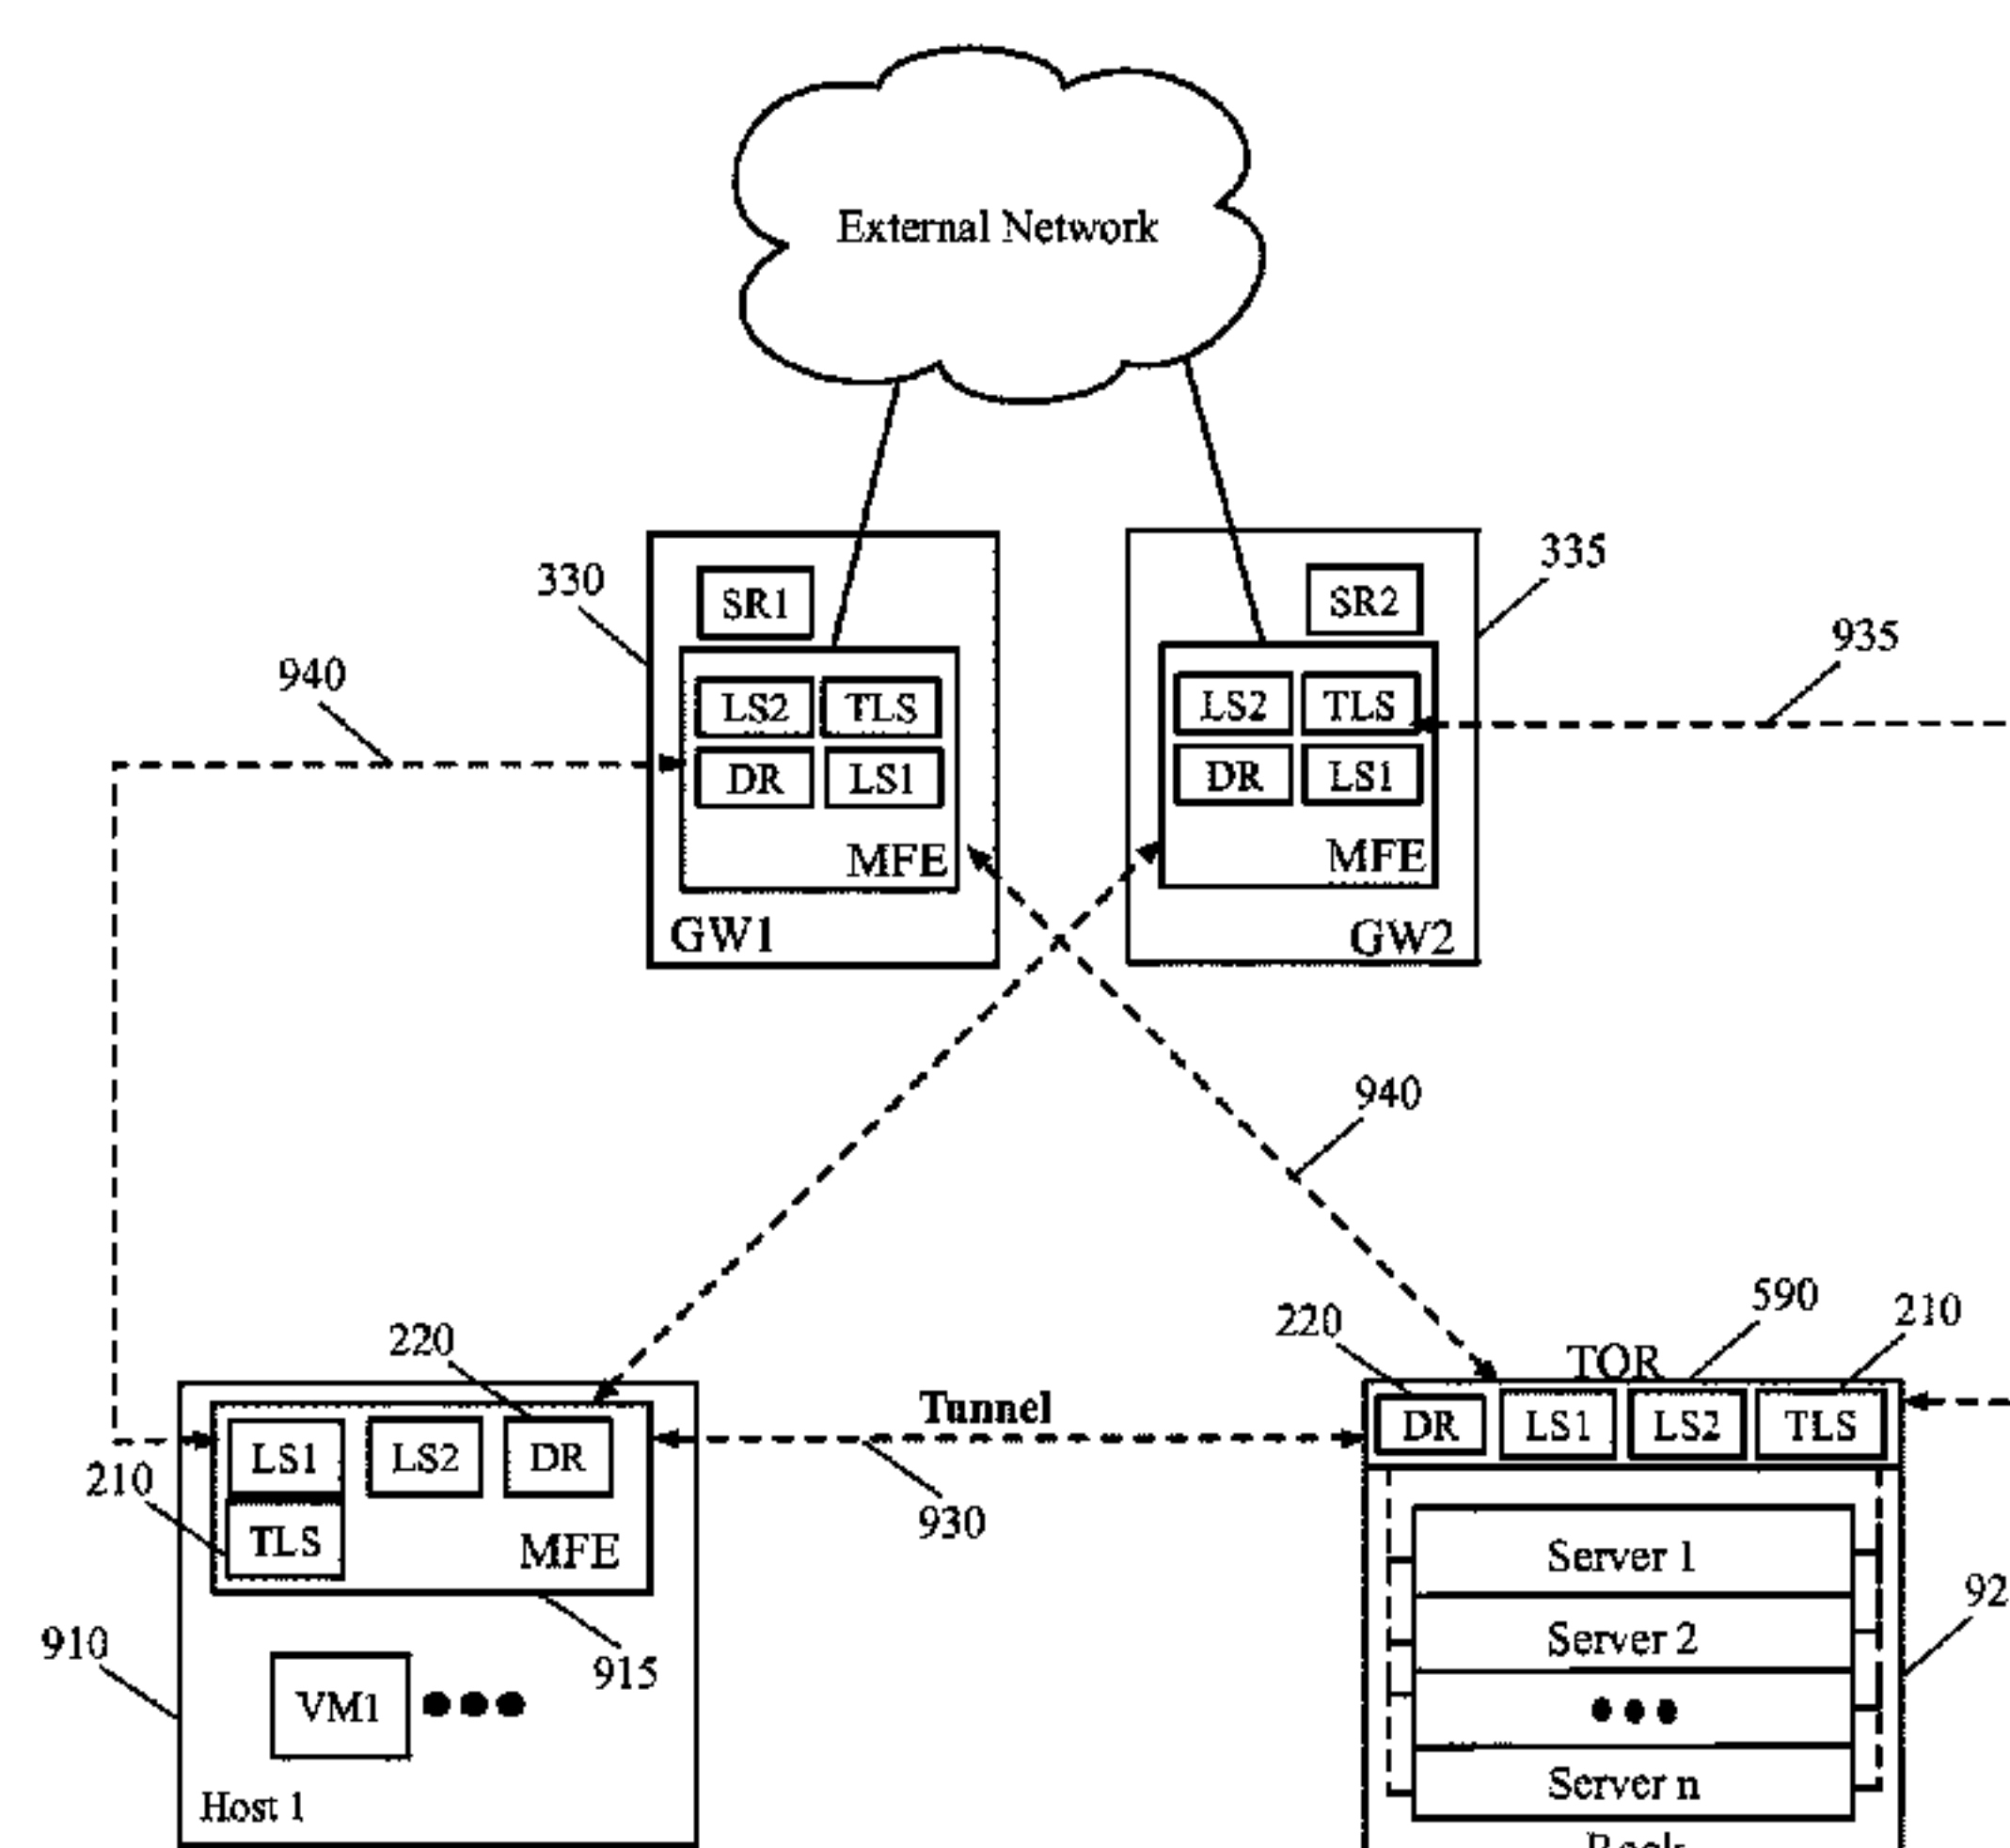 External Network
330
SR1
SR2
335
935
940
LS2 TLS
DR LS1
MFE
GW1
LS2 TLS
DR LS1
MFE
GW2
940
220
220
TOR
590
210
Tunnel
930
LS1 LS2 DR
210
TLS
MFE
DR LS1 LS2 TLS
910
915
VM1
Host 1
Server 1
Server 2
Server n
92